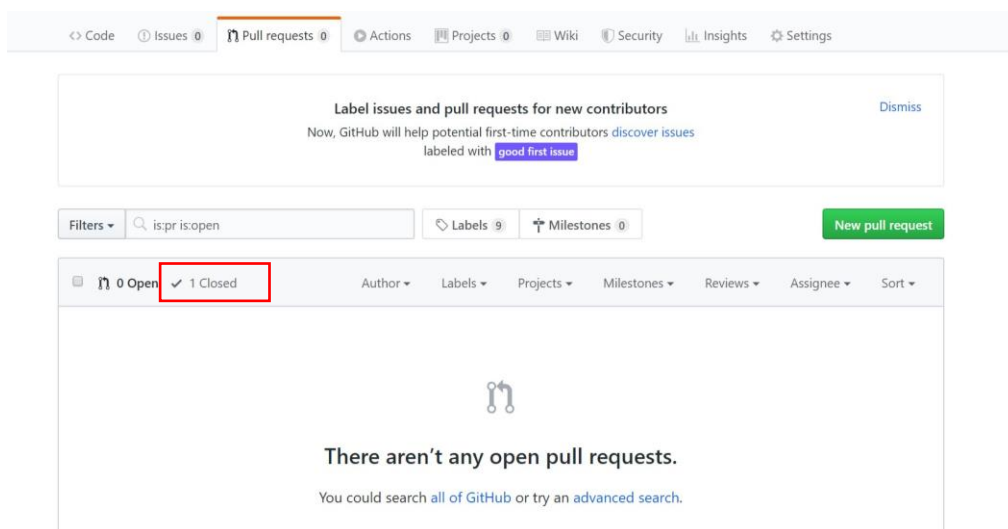 <> Code Issues 0 Pull requests 0 Actions Projects 0 Wiki Security Insights Settings
Label issues and pull requests for new contributors
Dismiss
Now, GitHub will help potential first-time contributors discover issues
labeled with good first issue
Filters is:pr is:open Labels 9 Milestones 0 New pull request
0 Open 1 Closed Author Labels Projects Milestones Reviews Assignee Sort
There aren't any open pull requests.
You could search all of GitHub or try an advanced search.